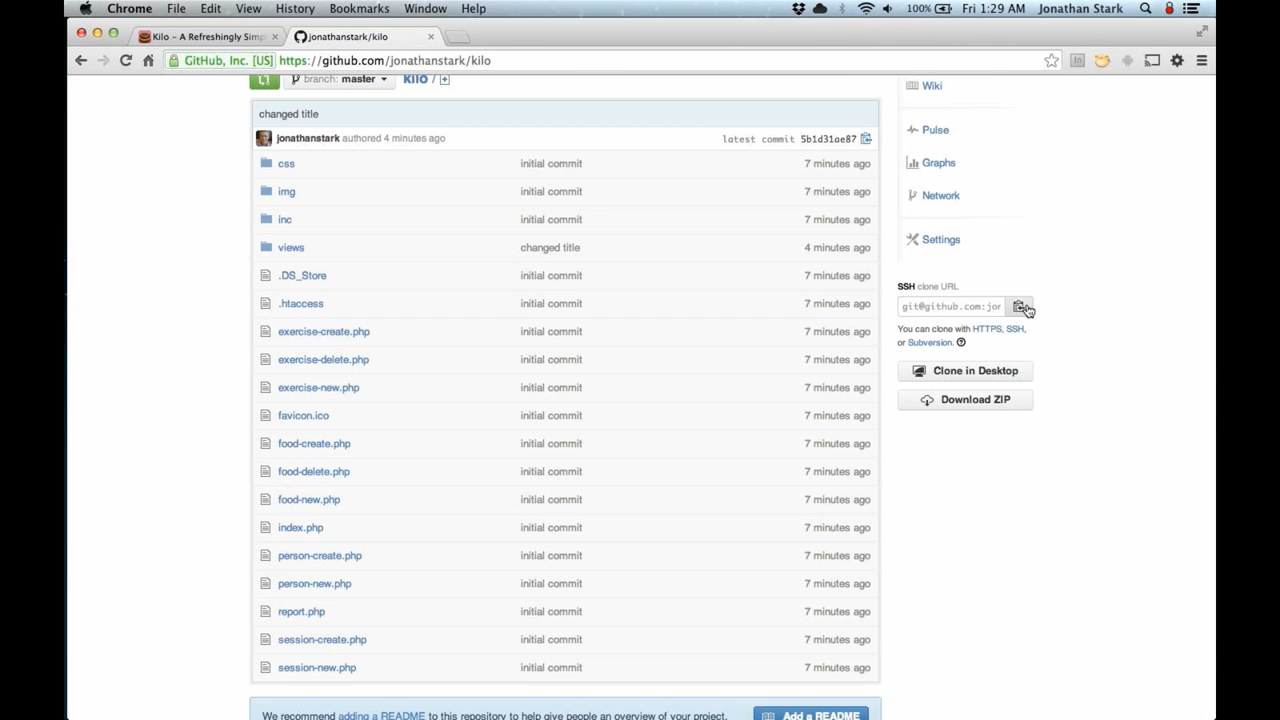 Chrome File Edit View History Bookmarks Window Help 100% Fri 1:29 AM Jonathan Stark
Kilo – A Refreshingly Simp jonathanstark/kilo
GitHub, Inc. [US] https://github.com/jonathanstark/kilo
branch: master kilo /
changed title
jonathanstark authored 4 minutes ago latest commit 5b1d31ae87
css initial commit 7 minutes ago
img initial commit 7 minutes ago
inc initial commit 7 minutes ago
views changed title 4 minutes ago
.DS_Store initial commit 7 minutes ago
.htaccess initial commit 7 minutes ago
exercise-create.php initial commit 7 minutes ago
exercise-delete.php initial commit 7 minutes ago
exercise-new.php initial commit 7 minutes ago
favicon.ico initial commit 7 minutes ago
food-create.php initial commit 7 minutes ago
food-delete.php initial commit 7 minutes ago
food-new.php initial commit 7 minutes ago
index.php initial commit 7 minutes ago
person-create.php initial commit 7 minutes ago
person-new.php initial commit 7 minutes ago
report.php initial commit 7 minutes ago
session-create.php initial commit 7 minutes ago
session-new.php initial commit 7 minutes ago
We recommend adding a README to this repository to help give people an overview of your project. Add a README
Wiki
Pulse
Graphs
Network
Settings
SSH clone URL
git@github.com:jor
You can clone with HTTPS, SSH,
or Subversion.
Clone in Desktop
Download ZIP